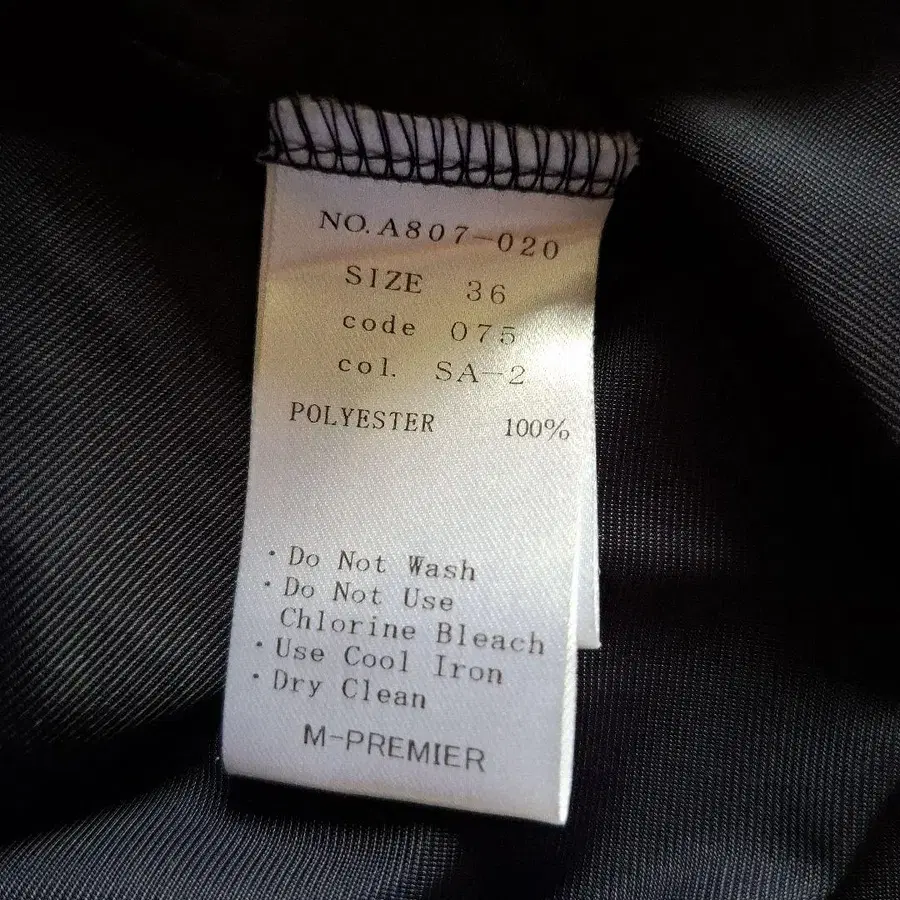 NO.A807-020
SIZE 36
code 075
col. SA-2
POLYESTER 100%
・Do Not Wash
・Do Not Use
Chlorine Bleach
・Use Cool Iron
・Dry Clean
M-PREMIER